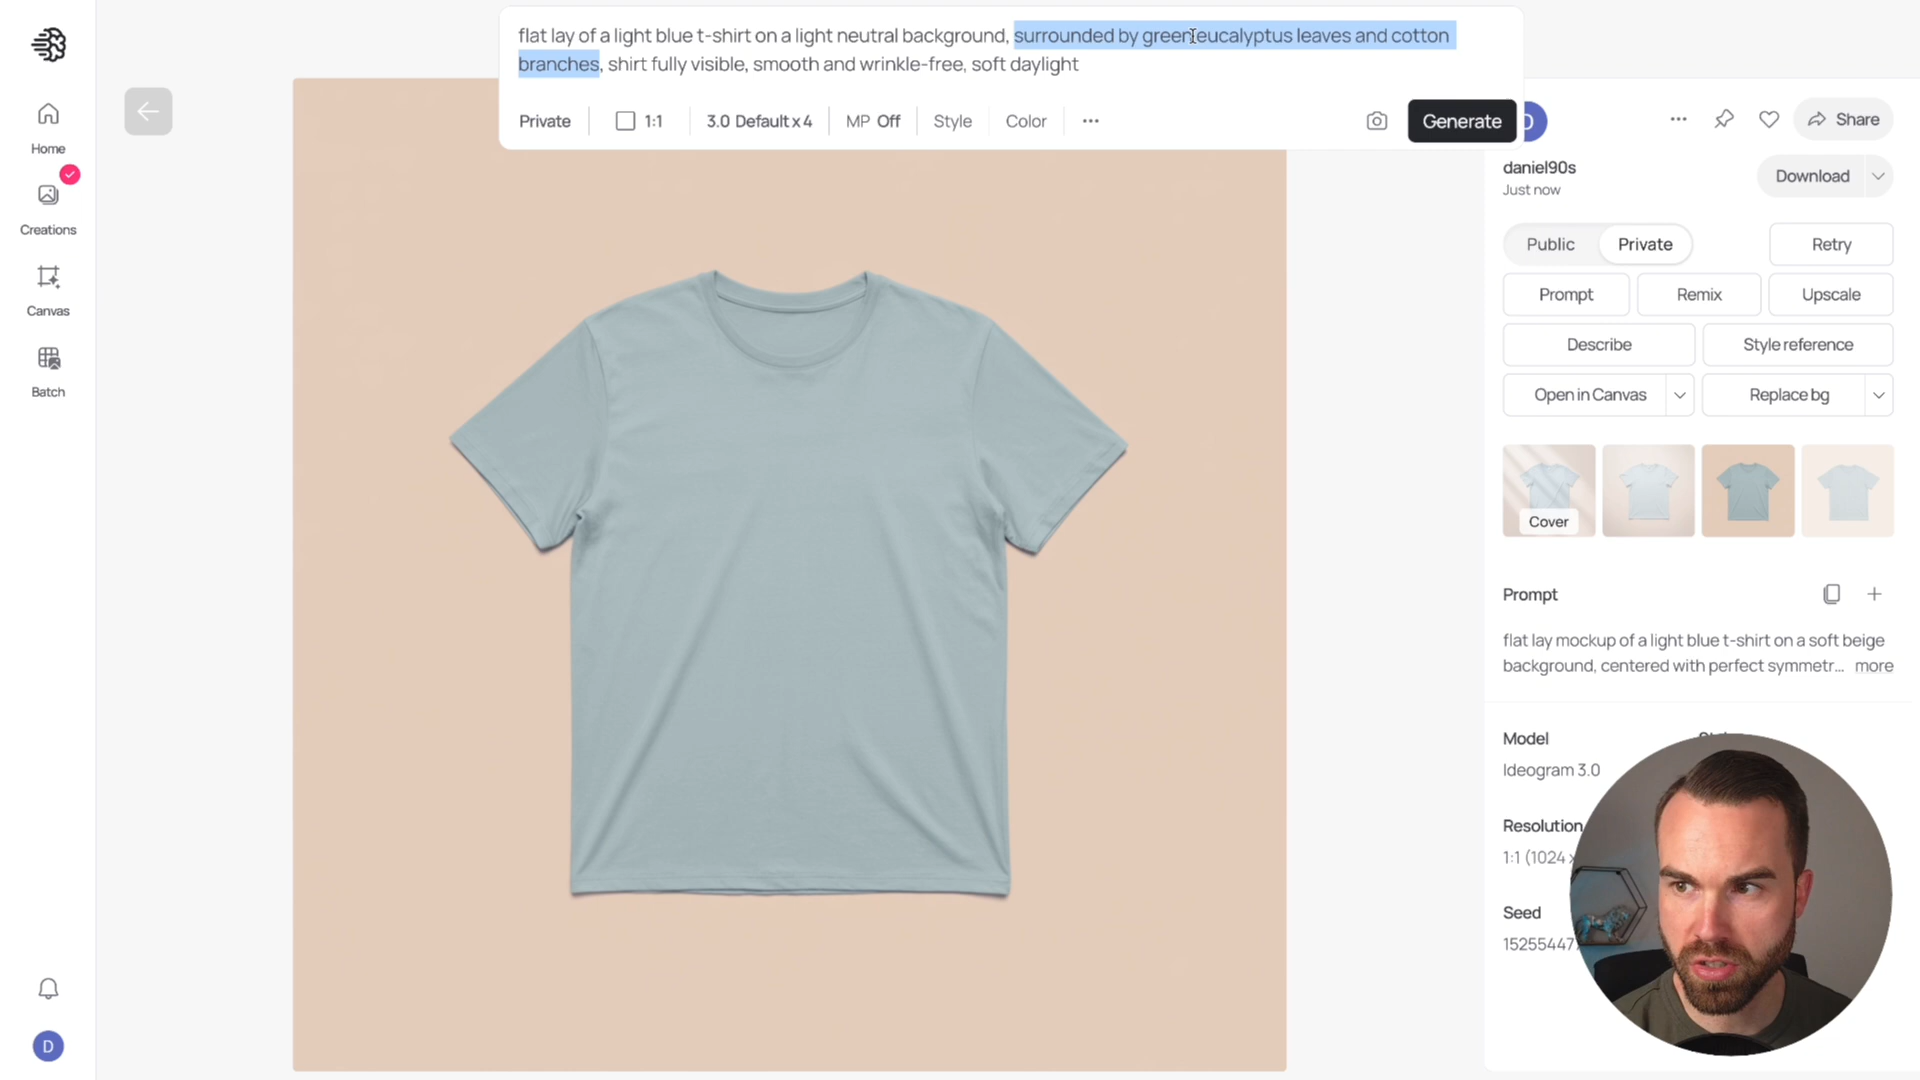 flat lay of a light blue t-shirt on a light neutral background, surrounded by green eucalyptus leaves and cotton
branches, shirt fully visible, smooth and wrinkle-free, soft daylight
Private
1:1
3.0 Default x 4
MP Off
Style
Color
Generate
Home
Creations
Canvas
Batch
D
D
Share
daniel90s
Just now
Download
Public
Private
Retry
Prompt
Remix
Upscale
Describe
Style reference
Open in Canvas
Replace bg
Cover
Prompt
flat lay mockup of a light blue t-shirt on a soft beige
background, centered with perfect symmetr... more
Model
Ideogram 3.0
Resolution
1:1 (1024
Seed
15255447